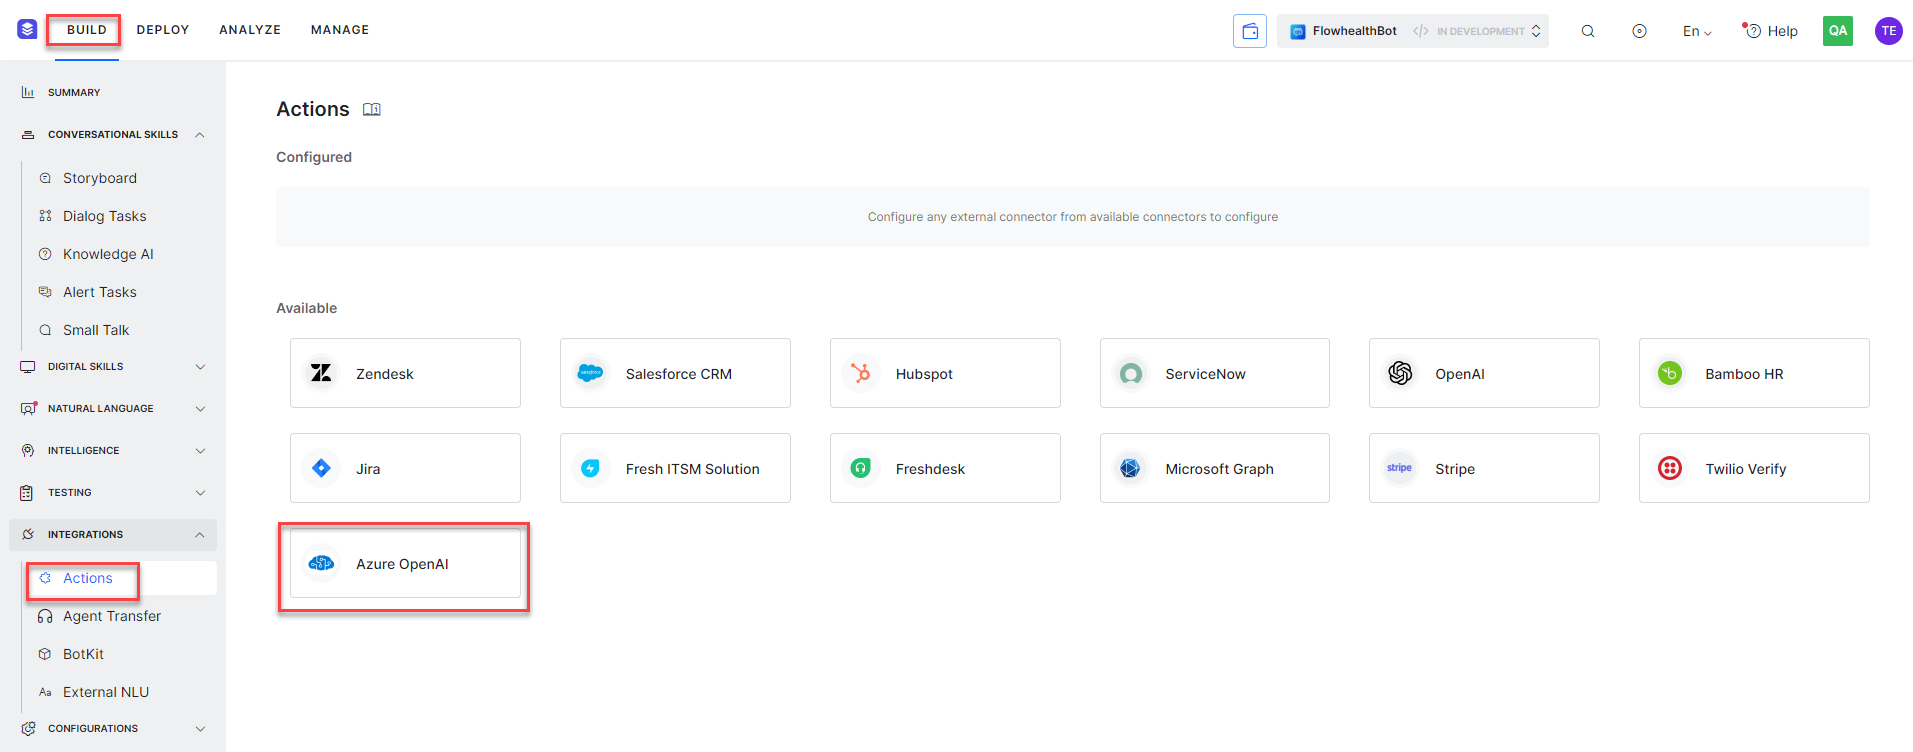 BUILD DEPLOY ANALYZE MANAGE FlowhealthBot </> IN DEVELOPMENT En Help QA TE
SUMMARY
CONVERSATIONAL SKILLS
Storyboard
Dialog Tasks
Knowledge AI
Alert Tasks
Small Talk
DIGITAL SKILLS
NATURAL LANGUAGE
INTELLIGENCE
TESTING
INTEGRATIONS
Actions
Agent Transfer
BotKit
Aa External NLU
CONFIGURATIONS
Actions
Configured
Configure any external connector from available connectors to configure
Available
Zendesk
salesforce Salesforce CRM
Hubspot
ServiceNow
OpenAI
Bamboo HR
Jira
Fresh ITSM Solution
Freshdesk
Microsoft Graph
stripe Stripe
Twilio Verify
Azure OpenAI